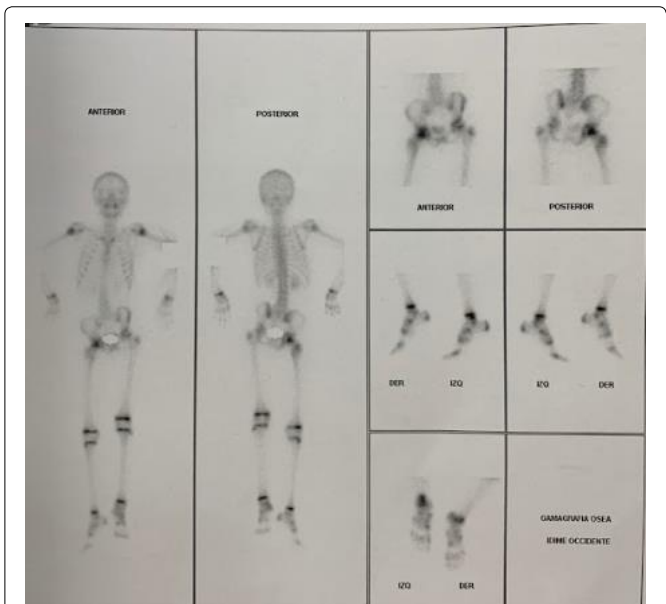 ANTERIOR
POSTERIOR
ANTERIOR
POSTERIOR
DER
IZQ
IZQ
DER
IZQ
DER
GAMAGRAFIA OSEA
IDIME OCCIDENTE